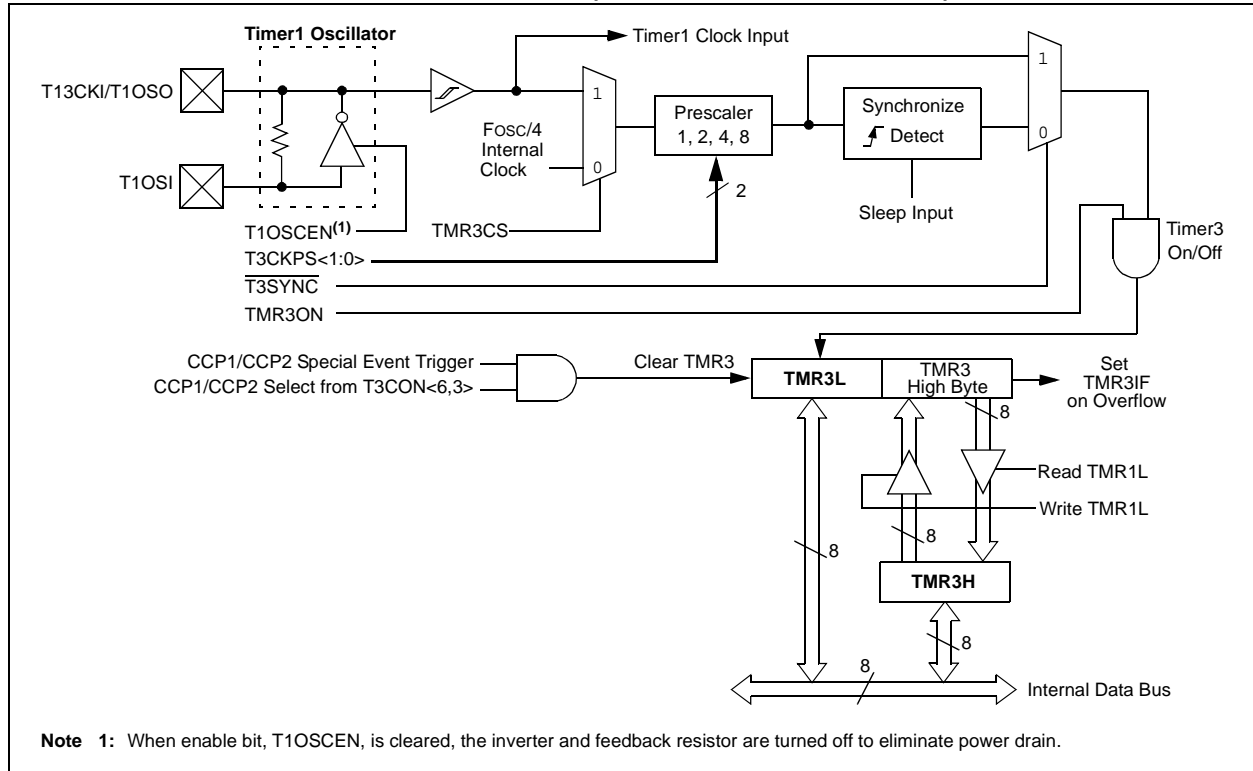 Timer1 Oscillator
Timer1 Clock Input
T13CKI/T1OSO
T1OSI
1
0
FOSC/4
Internal
Clock
Prescaler
1, 2, 4, 8
2
Synchronize
Detect
Sleep Input
1
0
T1OSCEN(1)
TMR3CS
T3CKPS<1:0>
T3SYNC
TMR3ON
Timer3
On/Off
CCP1/CCP2 Special Event Trigger
CCP1/CCP2 Select from T3CON<6,3>
Clear TMR3
TMR3L
TMR3
High Byte
Set
TMR3IF
on Overflow
8
Read TMR1L
Write TMR1L
8
8
TMR3H
8
8
Internal Data Bus
Note 1: When enable bit, T1OSCEN, is cleared, the inverter and feedback resistor are turned off to eliminate power drain.